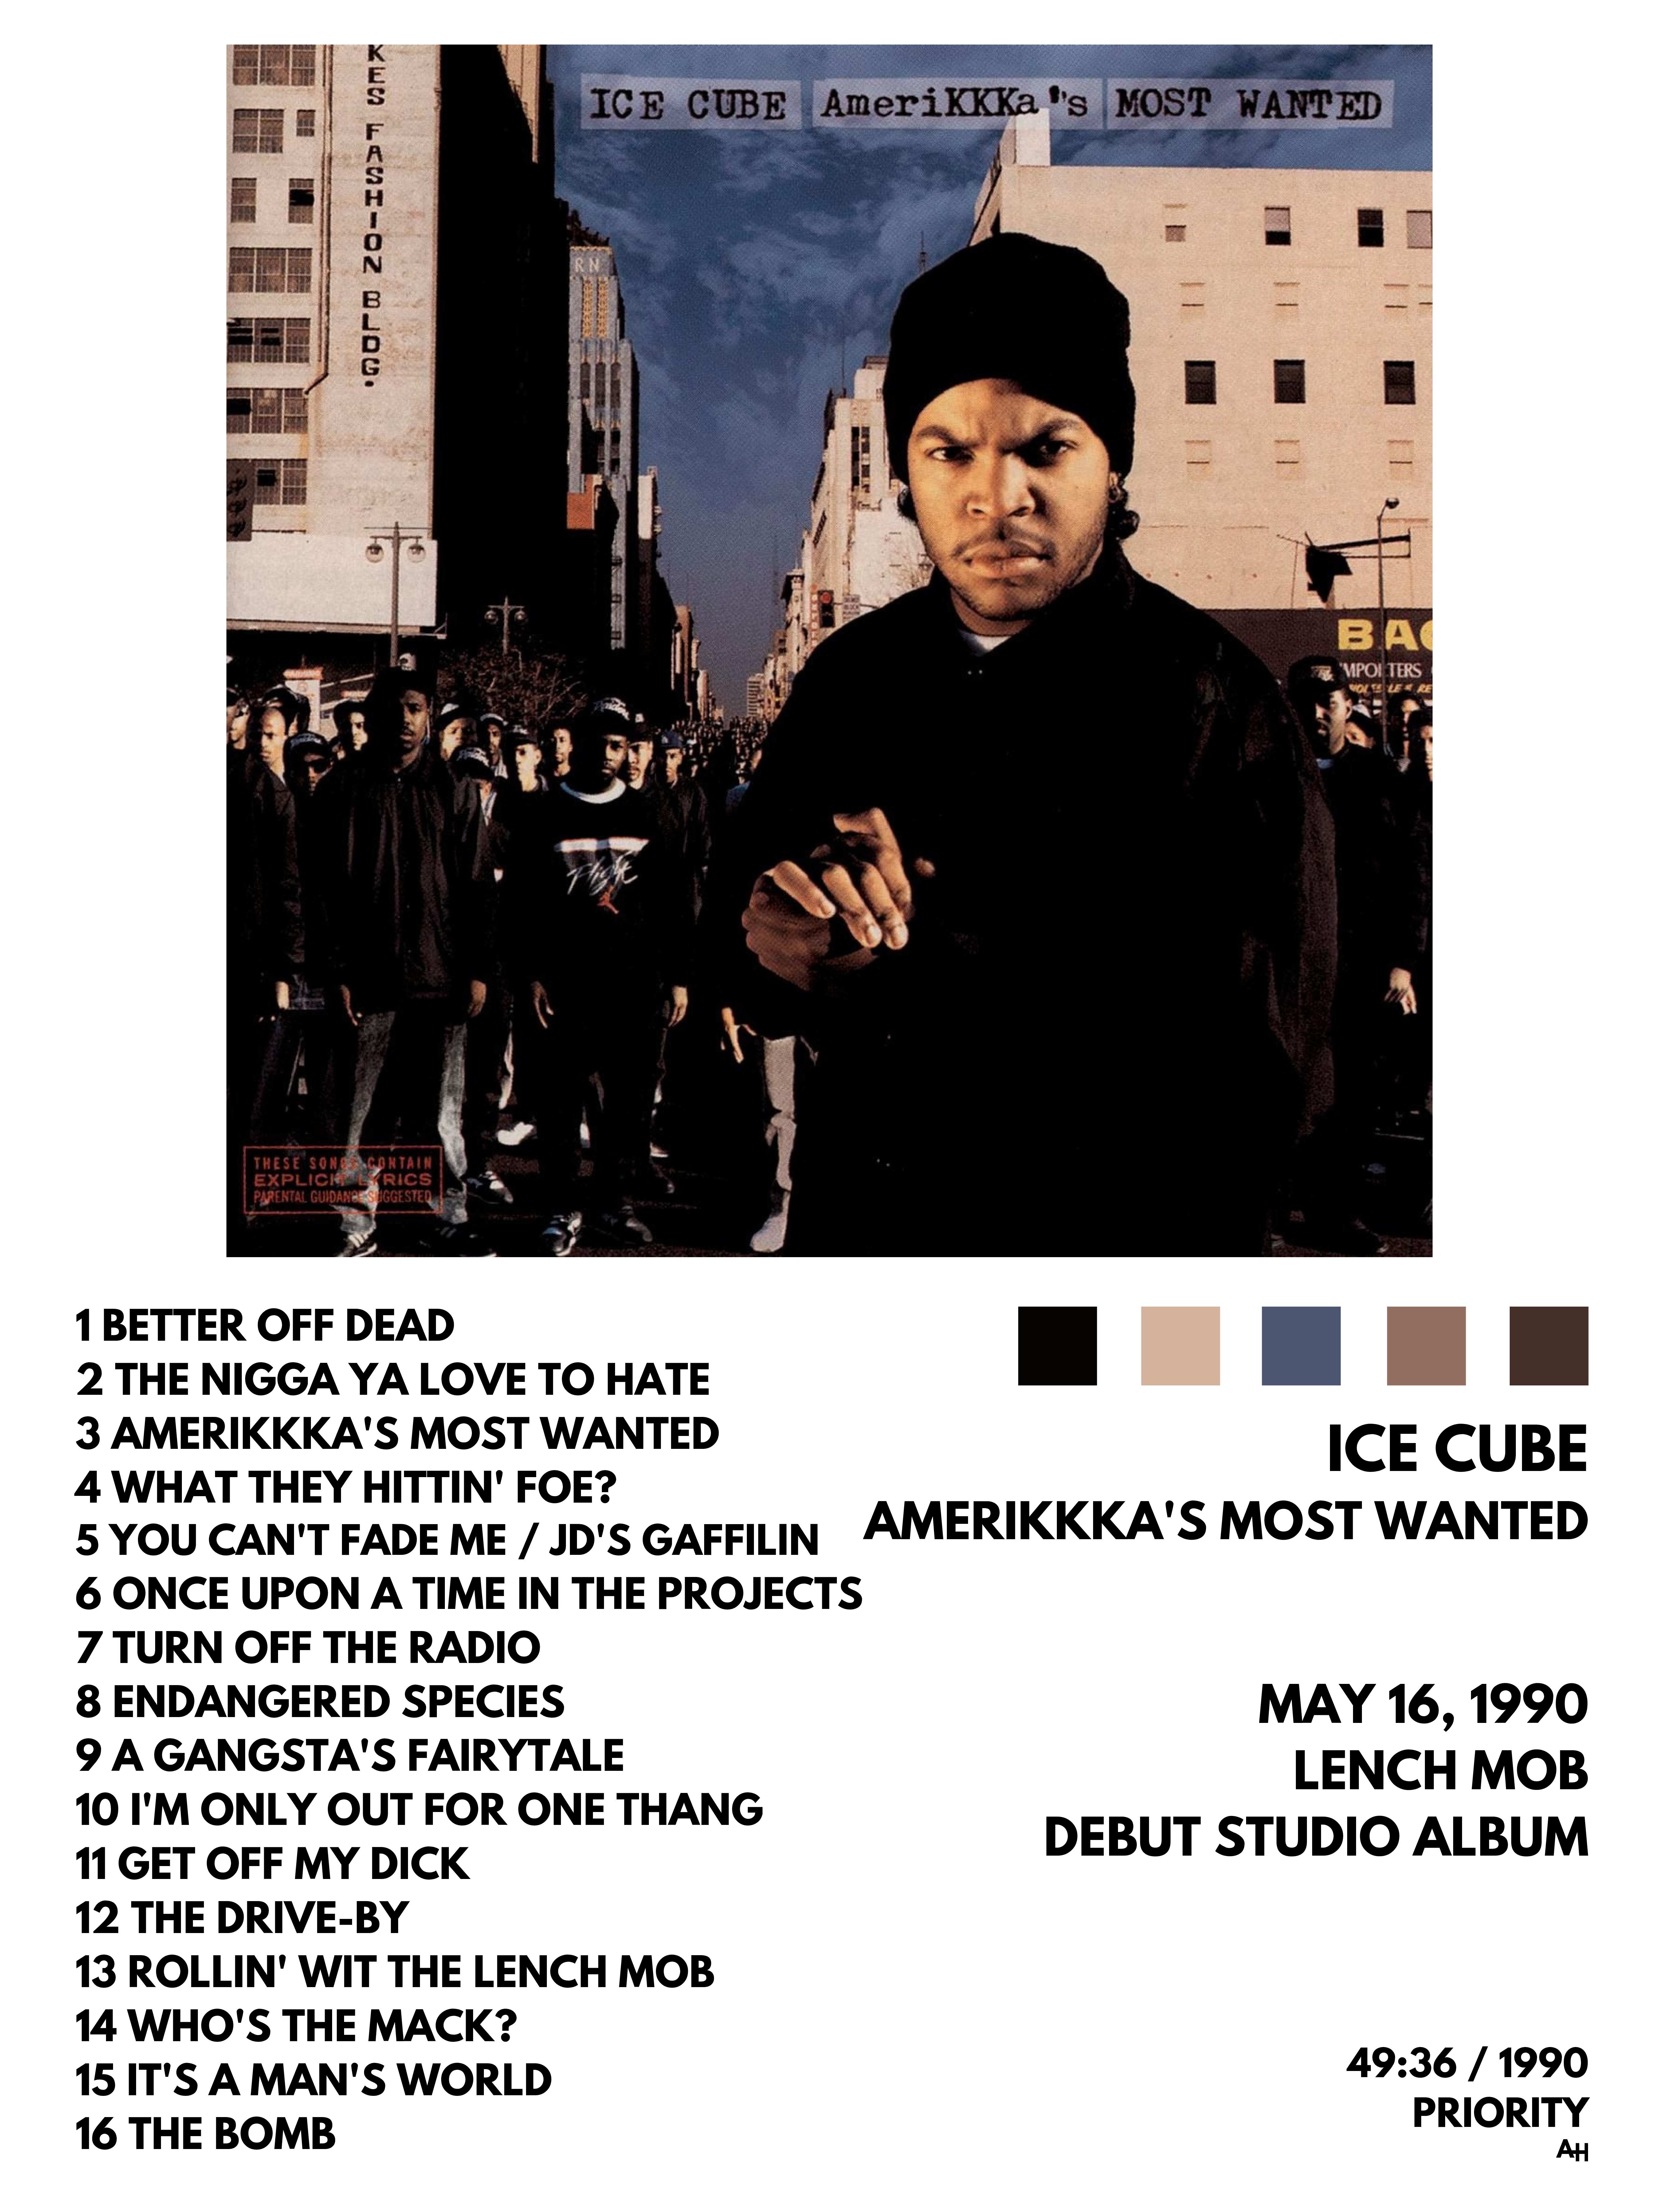 KES FASHION BLDG.
ICE CUBE AmeriKKKa's MOST WANTED
RN
BAG
IMPORTERS
Flight
THESE SONGS CONTAIN
EXPLICIT LYRICS
PARENTAL GUIDANCE SUGGESTED
1 BETTER OFF DEAD
2 THE NIGGA YA LOVE TO HATE
3 AMERIKKKA'S MOST WANTED
4 WHAT THEY HITTIN' FOE?
5 YOU CAN'T FADE ME / JD'S GAFFILIN
6 ONCE UPON A TIME IN THE PROJECTS
7 TURN OFF THE RADIO
8 ENDANGERED SPECIES
9 A GANGSTA'S FAIRYTALE
10 I'M ONLY OUT FOR ONE THANG
11 GET OFF MY DICK
12 THE DRIVE-BY
13 ROLLIN' WIT THE LENCH MOB
14 WHO'S THE MACK?
15 IT'S A MAN'S WORLD
16 THE BOMB
ICE CUBE
AMERIKKKA'S MOST WANTED
MAY 16, 1990
LENCH MOB
DEBUT STUDIO ALBUM
49:36 / 1990
PRIORITY
AH